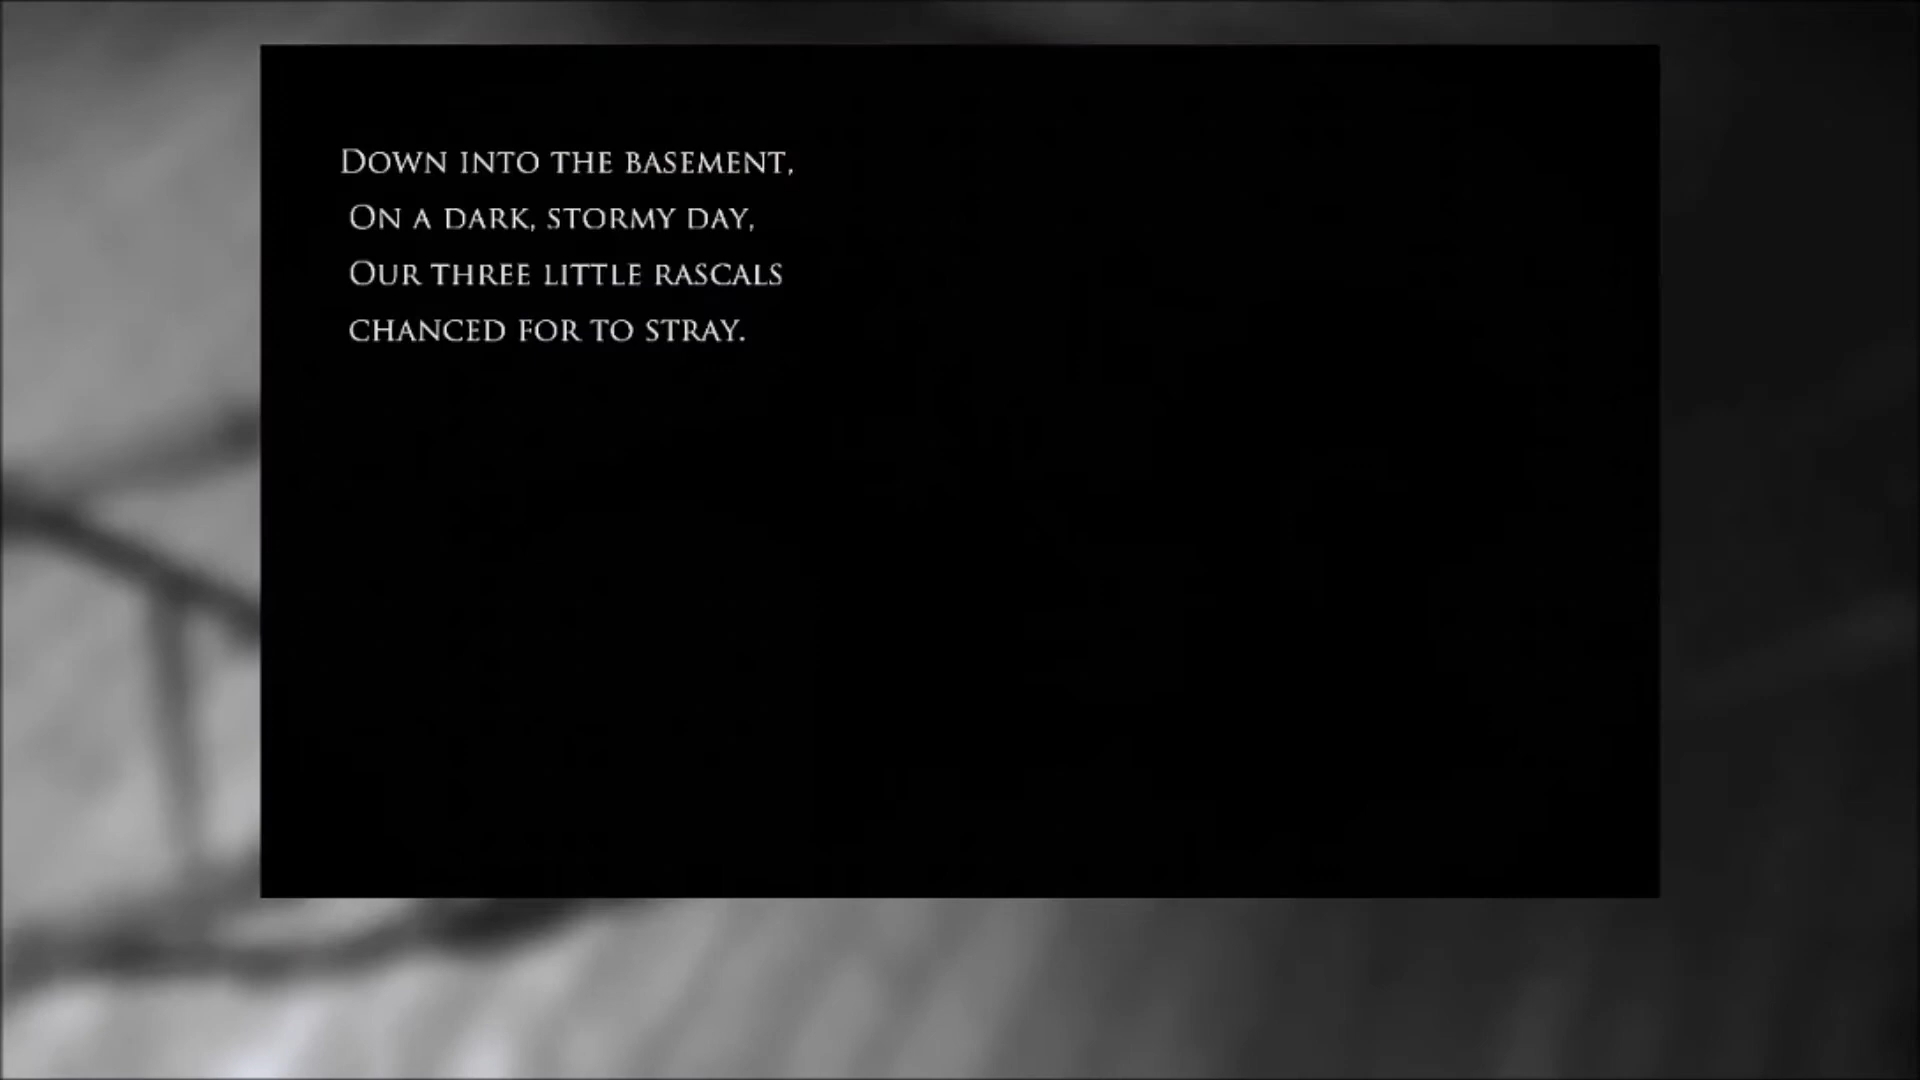 Down into the basement,
On a dark, stormy day,
Our three little rascals
chanced for to stray.